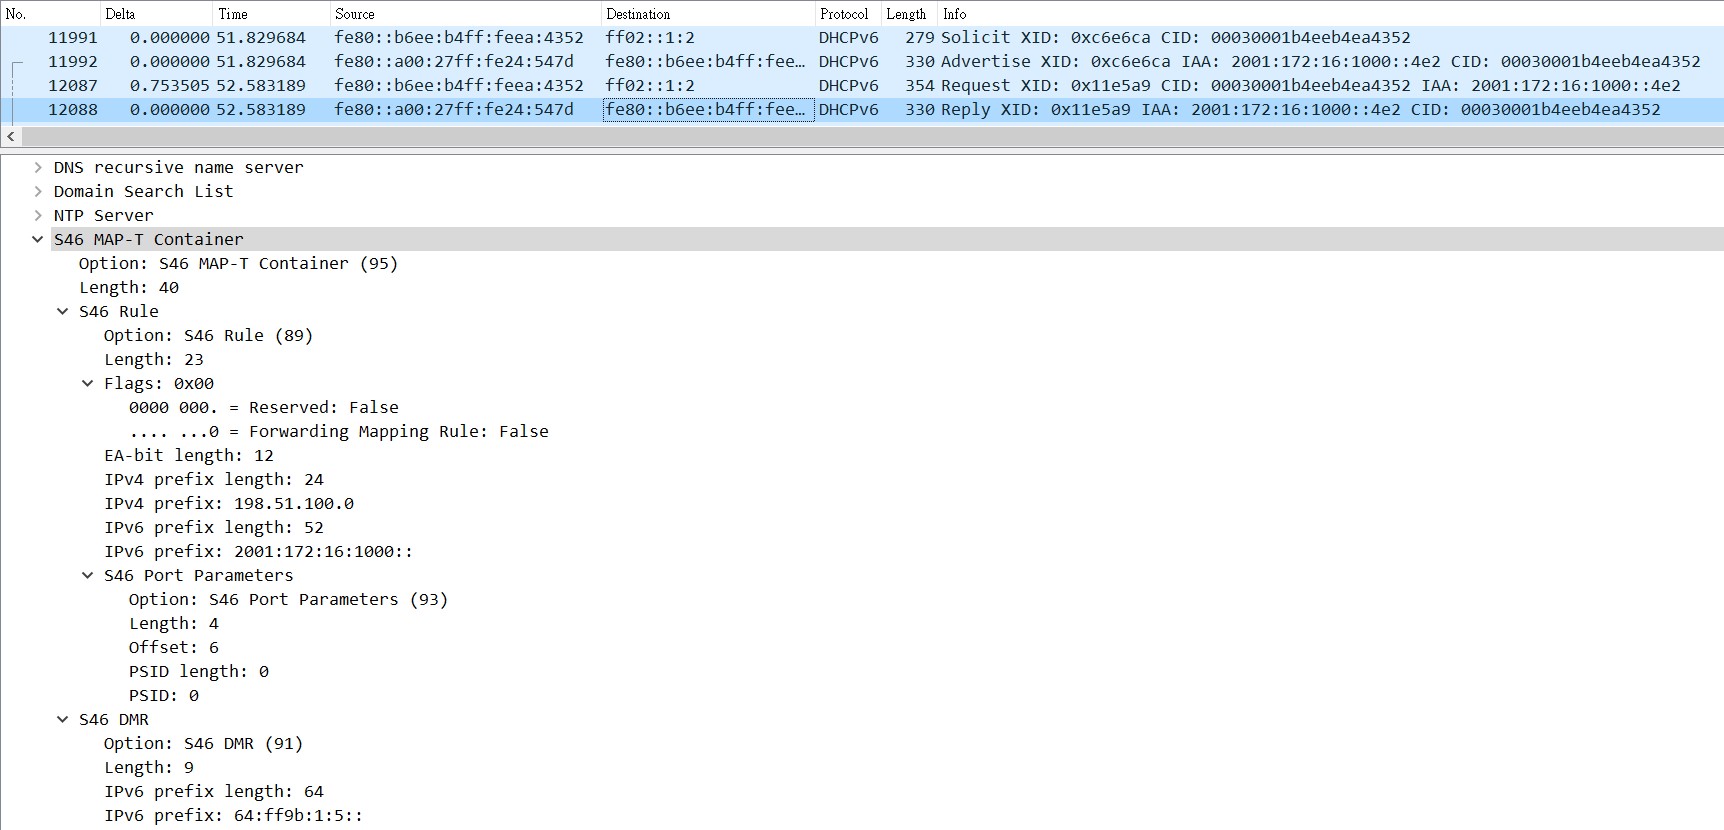 No. Delta Time Source Destination Protocol Length Info
11991 0.000000 51.829684 fe80::b6ee:b4ff:feea:4352 ff02::1:2 DHCPv6 279 Solicit XID: 0xc6e6ca CID: 00030001b4eeb4ea4352
11992 0.000000 51.829684 fe80::a00:27ff:fe24:547d fe80::b6ee:b4ff:fee… DHCPv6 330 Advertise XID: 0xc6e6ca IAA: 2001:172:16:1000::4e2 CID: 00030001b4eeb4ea4352
12087 0.753505 52.583189 fe80::b6ee:b4ff:feea:4352 ff02::1:2 DHCPv6 354 Request XID: 0x11e5a9 CID: 00030001b4eeb4ea4352 IAA: 2001:172:16:1000::4e2
12088 0.000000 52.583189 fe80::a00:27ff:fe24:547d fe80::b6ee:b4ff:fee… DHCPv6 330 Reply XID: 0x11e5a9 IAA: 2001:172:16:1000::4e2 CID: 00030001b4eeb4ea4352
DNS recursive name server
Domain Search List
NTP Server
S46 MAP-T Container
Option: S46 MAP-T Container (95)
Length: 40
S46 Rule
Option: S46 Rule (89)
Length: 23
Flags: 0x00
0000 000. = Reserved: False
.... ...0 = Forwarding Mapping Rule: False
EA-bit length: 12
IPv4 prefix length: 24
IPv4 prefix: 198.51.100.0
IPv6 prefix length: 52
IPv6 prefix: 2001:172:16:1000::
S46 Port Parameters
Option: S46 Port Parameters (93)
Length: 4
Offset: 6
PSID length: 0
PSID: 0
S46 DMR
Option: S46 DMR (91)
Length: 9
IPv6 prefix length: 64
IPv6 prefix: 64:ff9b:1:5::